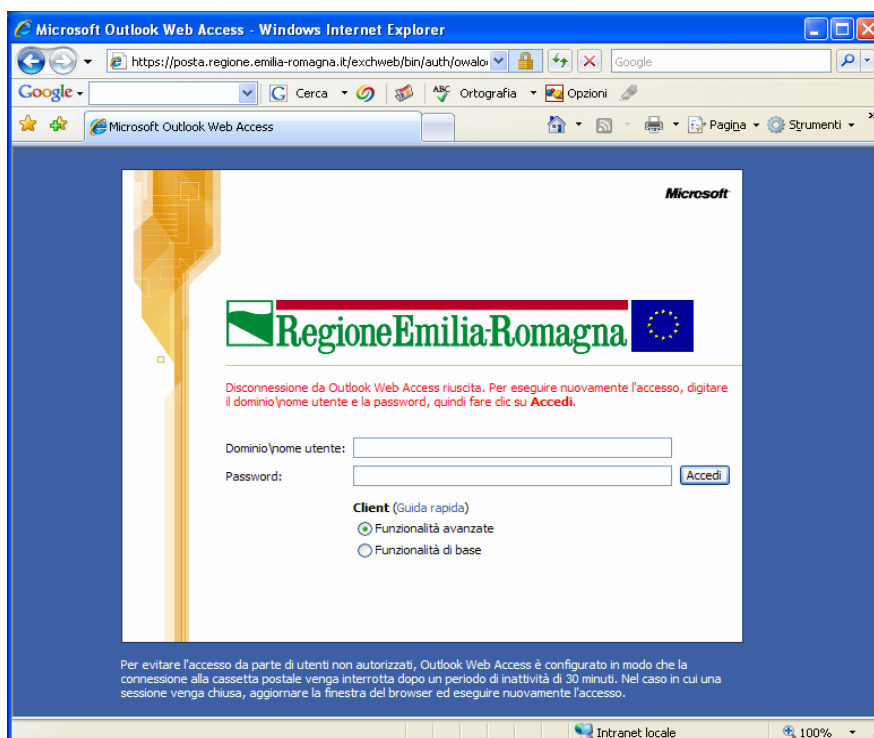 Microsoft Outlook Web Access - Windows Internet Explorer
https://posta.regione.emilia-romagna.it/exchweb/bin/auth/owalo
Google
Google
Cerca
ABC
Ortografia
Opzioni
Microsoft Outlook Web Access
Pagina
Strumenti
»
Microsoft
RegioneEmilia-Romagna
Disconnessione da Outlook Web Access riuscita. Per eseguire nuovamente l'accesso, digitare
il dominio\nome utente e la password, quindi fare clic su Accedi.
Dominio\nome utente:
Password:
Accedi
Client (Guida rapida)
Funzionalità avanzate
Funzionalità di base
Per evitare l'accesso da parte di utenti non autorizzati, Outlook Web Access è configurato in modo che la
connessione alla cassetta postale venga interrotta dopo un periodo di inattività di 30 minuti. Nel caso in cui una
sessione venga chiusa, aggiornare la finestra del browser ed eseguire nuovamente l'accesso.
Intranet locale
100%